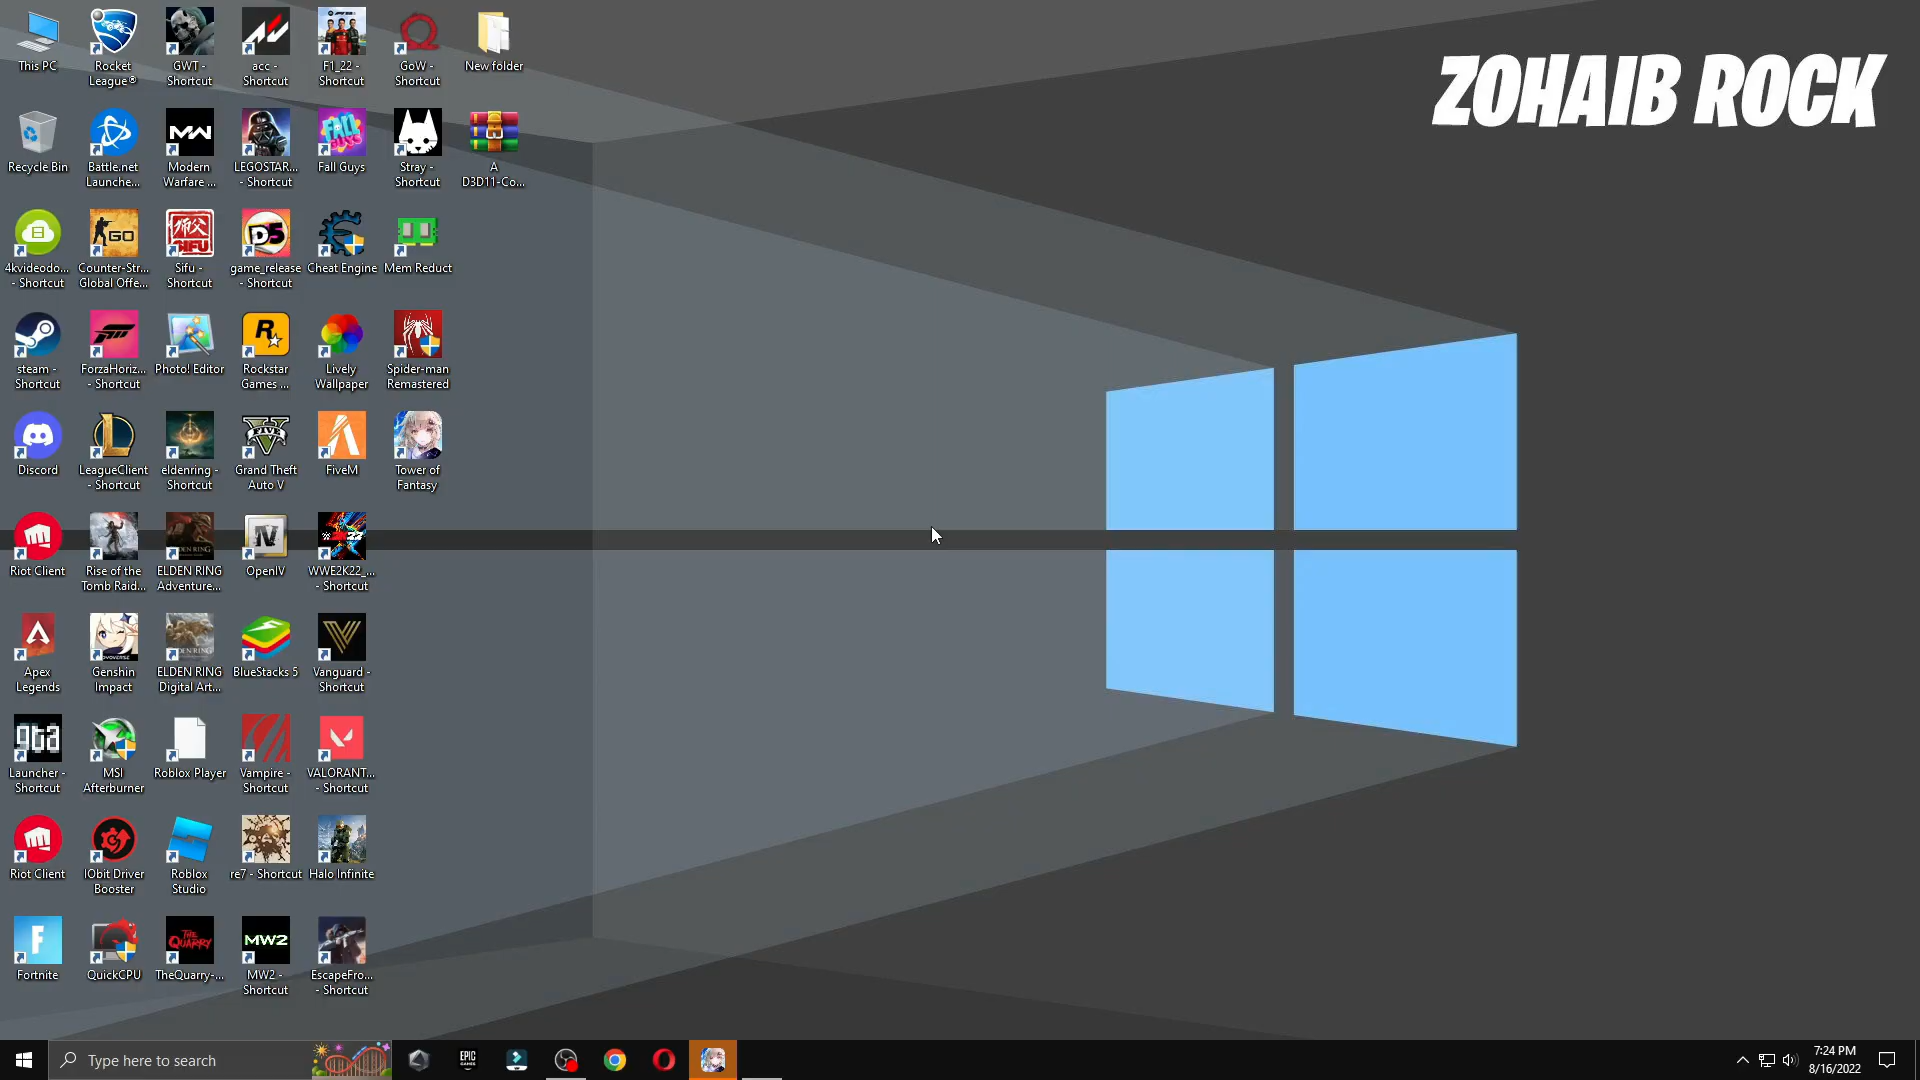 ZOHAIB ROCK
This PC
Rocket
League®
GWT -
Shortcut
acc -
Shortcut
F1_22 -
Shortcut
GoW -
Shortcut
New folder
Recycle Bin
Battle.net
Launche...
Modern
Warfare ...
LEGOSTAR...
- Shortcut
Fall Guys
Stray -
Shortcut
A
D3D11-Co...
4kvideodo...
- Shortcut
Counter-Str...
Global Offe...
Sifu -
Shortcut
game_release
- Shortcut
Cheat Engine
Mem Reduct
steam -
Shortcut
ForzaHoriz...
- Shortcut
Photo! Editor
Rockstar
Games ...
Lively
Wallpaper
Spider-man
Remastered
Discord
LeagueClient
- Shortcut
eldenring -
Shortcut
Grand Theft
Auto V
FiveM
Tower of
Fantasy
Riot Client
Rise of the
Tomb Raid...
ELDEN RING
Adventure...
OpenIV
WWE2K22_...
- Shortcut
Apex
Legends
Genshin
Impact
ELDEN RING
Digital Art...
BlueStacks 5
Vanguard -
Shortcut
Launcher -
Shortcut
MSI
Afterburner
Roblox Player
Vampire -
Shortcut
VALORANT...
- Shortcut
Riot Client
IObit Driver
Booster
Roblox
Studio
re7 - Shortcut
Halo Infinite
Fortnite
QuickCPU
TheQuarry-...
MW2 -
Shortcut
EscapeFro...
- Shortcut
Type here to search
EPIC
GAMES
7:24 PM
8/16/2022